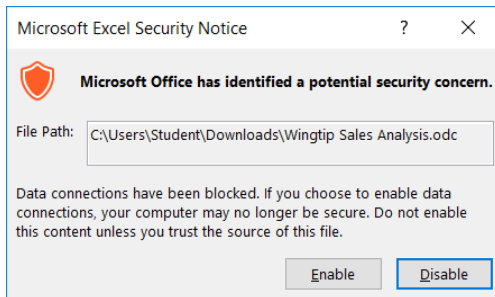 Microsoft Excel Security Notice ? ✕
Microsoft Office has identified a potential security concern.
File Path: C:\Users\Student\Downloads\Wingtip Sales Analysis.odc
Data connections have been blocked. If you choose to enable data
connections, your computer may no longer be secure. Do not enable
this content unless you trust the source of this file.
Enable Disable